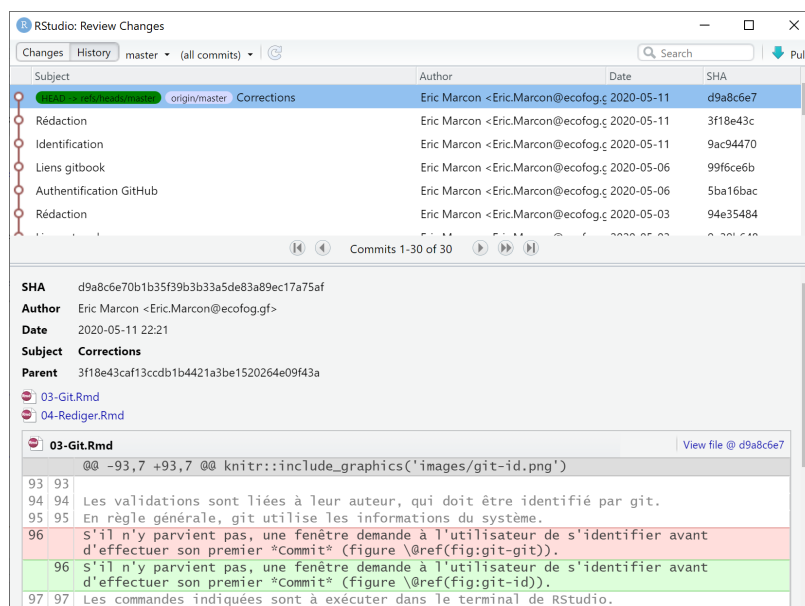 RStudio: Review Changes
Changes History master (all commits) Search Pul
Subject Author Date SHA
HEAD -> refs/heads/master origin/master Corrections Eric Marcon <Eric.Marcon@ecofog.g 2020-05-11 d9a8c6e7
Rédaction Eric Marcon <Eric.Marcon@ecofog.g 2020-05-11 3f18e43c
Identification Eric Marcon <Eric.Marcon@ecofog.g 2020-05-11 9ac94470
Liens gitbook Eric Marcon <Eric.Marcon@ecofog.g 2020-05-06 99f6ce6b
Authentification GitHub Eric Marcon <Eric.Marcon@ecofog.g 2020-05-06 5ba16bac
Rédaction Eric Marcon <Eric.Marcon@ecofog.g 2020-05-03 94e35484
Commits 1-30 of 30
SHA d9a8c6e70b1b35f39b3b33a5de83a89ec17a75af
Author Eric Marcon <Eric.Marcon@ecofog.gf>
Date 2020-05-11 22:21
Subject Corrections
Parent 3f18e43caf13ccdb1b4421a3be1520264e09f43a
03-Git.Rmd
04-Rediger.Rmd
03-Git.Rmd View file @ d9a8c6e7
@@ -93,7 +93,7 @@ knitr::include_graphics('images/git-id.png')
93 93
94 94 Les validations sont liées à leur auteur, qui doit être identifié par git.
95 95 En règle générale, git utilise les informations du système.
96 S'il n'y parvient pas, une fenêtre demande à l'utilisateur de s'identifier avant
d'effectuer son premier *Commit* (figure \@ref(fig:git-git)).
96 S'il n'y parvient pas, une fenêtre demande à l'utilisateur de s'identifier avant
d'effectuer son premier *Commit* (figure \@ref(fig:git-id)).
97 97 Les commandes indiquées sont à exécuter dans le terminal de RStudio.